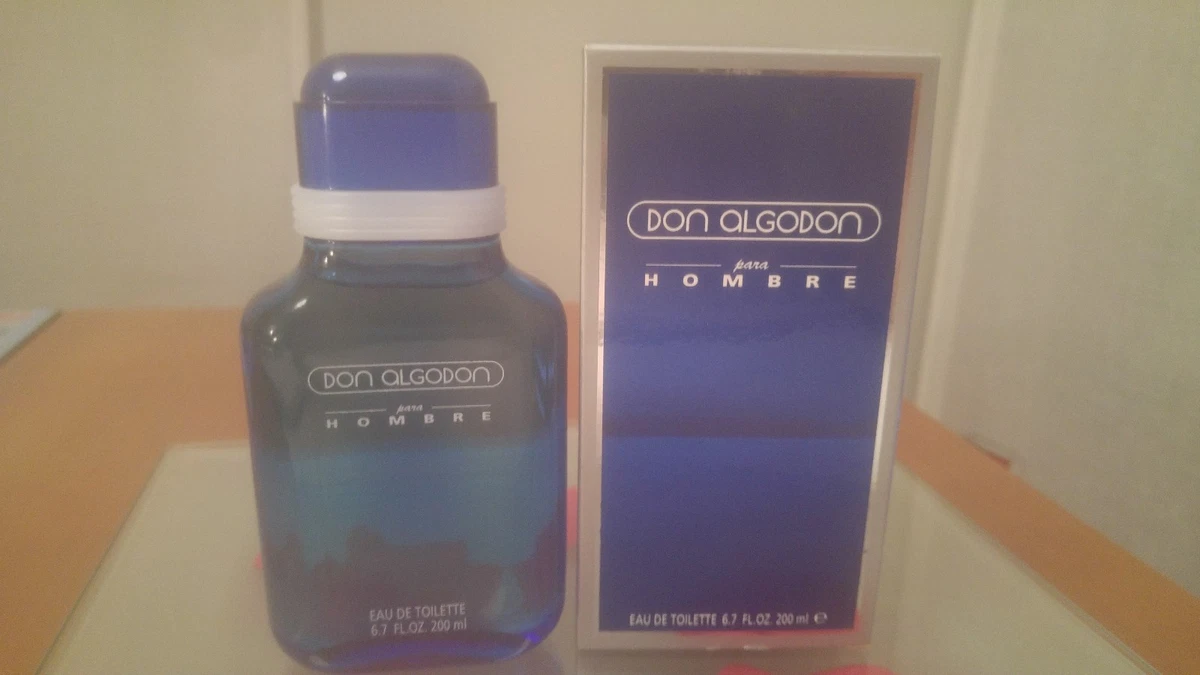 DON ALGODON
para
HOMBRE
EAU DE TOILETTE
6.7 FL.OZ. 200 ml
DON ALGODON
para
HOMBRE
EAU DE TOILETTE 6.7 FL.OZ. 200 ml ℮